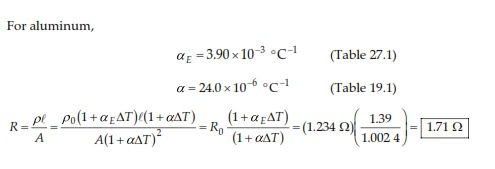 For aluminum,
α_E = 3.90 × 10⁻³ °C⁻¹ (Table 27.1)
α = 24.0 × 10⁻⁶ °C⁻¹ (Table 19.1)
R = ρℓ/A = ρ₀(1 + α_EΔT)ℓ(1 + αΔT)/A(1 + αΔT)² = R₀ (1 + α_EΔT)/(1 + αΔT) = (1.234 Ω)(1.39/1.002 4) = 1.71 Ω